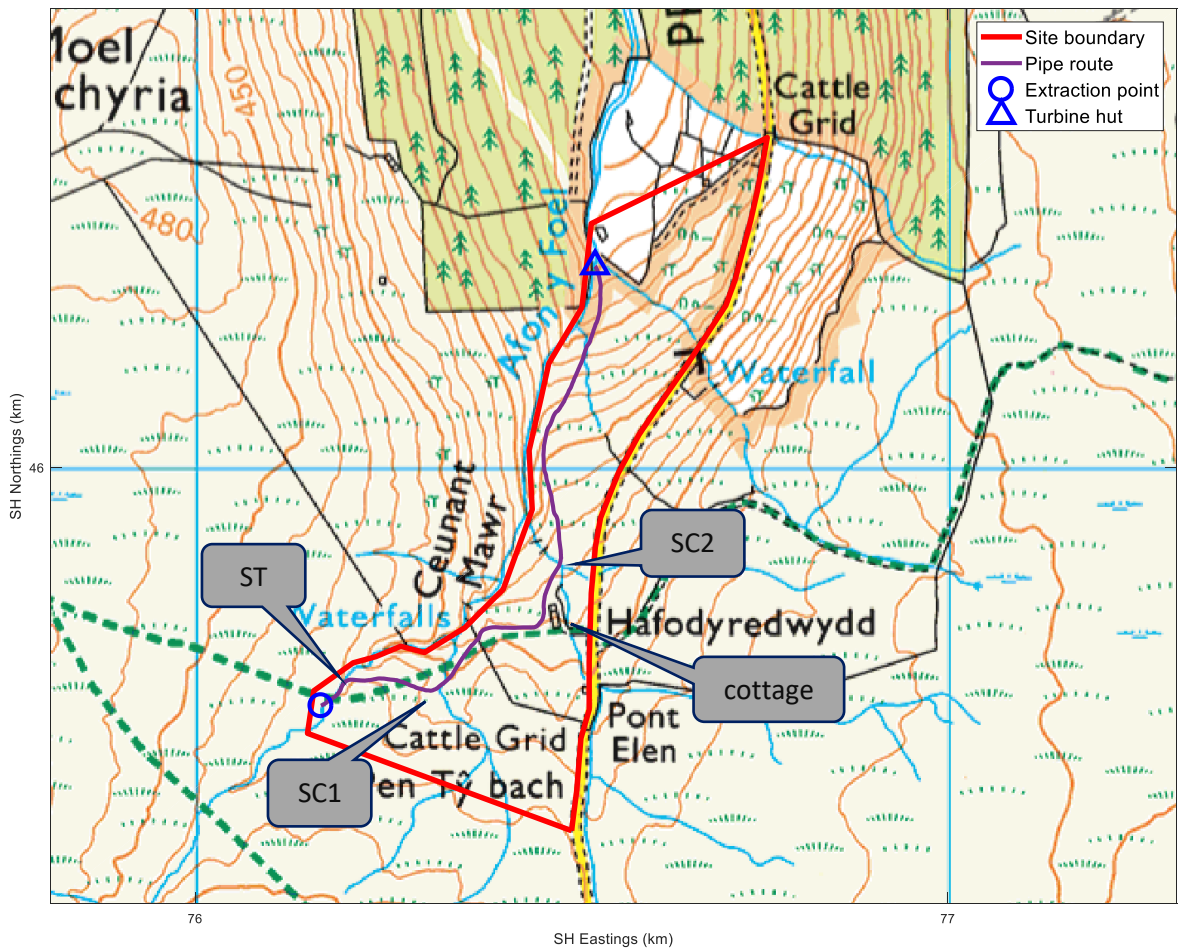 Moel
chyria
450
480
Pl
Cattle
Grid
Site boundary
Pipe route
Extraction point
Turbine hut
Afon y Foel
Waterfall
46
SH Northings (km)
Ceunant
Mawr
SC2
ST
Waterfalls
Hafodyredwydd
cottage
Pont
Elen
Cattle Grid
SC1
en Tŷ bach
76
77
SH Eastings (km)